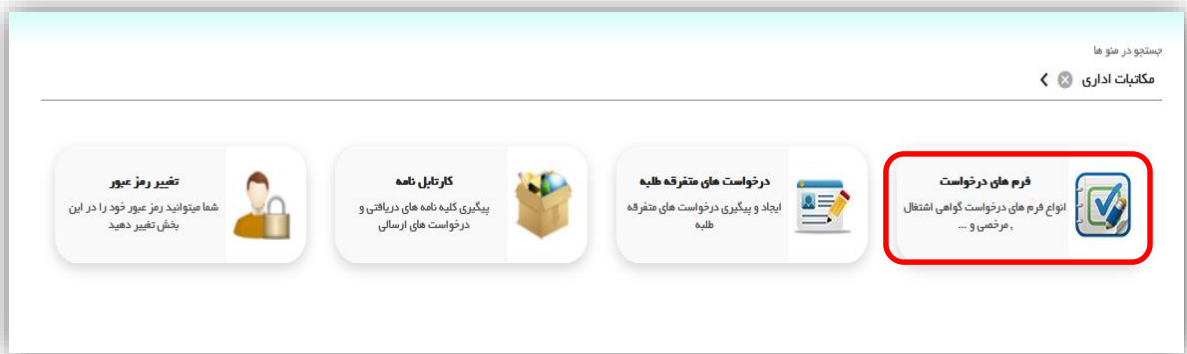 جستجو در منو ها
مکاتبات اداری
فرم های درخواست
انواع فرم های درخواست گواهی اشتغال
, مرخصی و ...
درخواست های متفرقه طلبه
ایجاد و پیگیری درخواست های متفرقه
طلبه
کارتابل نامه
پیگیری کلیه نامه های دریافتی و
درخواست های ارسالی
تغییر رمز عبور
شما میتوانید رمز عبور خود را در این
بخش تغییر دهید